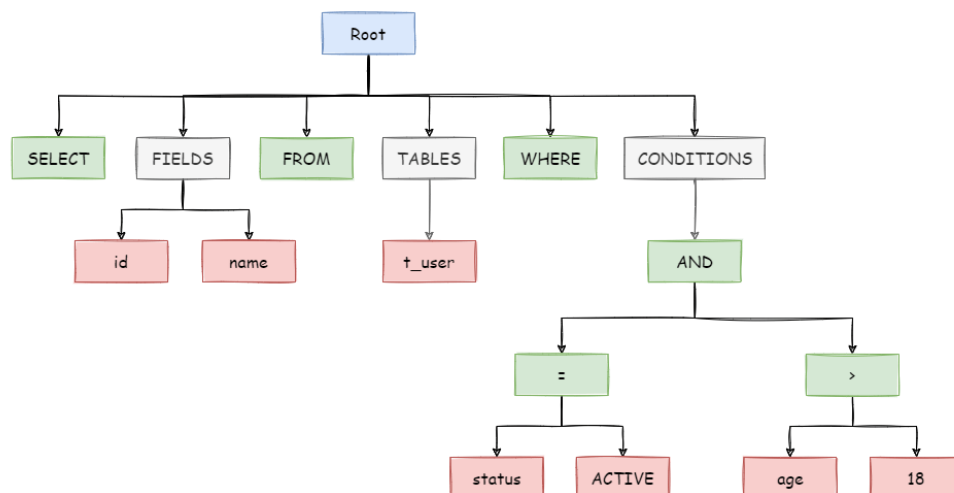 Root
SELECT FIELDS FROM TABLES WHERE CONDITIONS
id name t_user AND
= >
status ACTIVE age 18